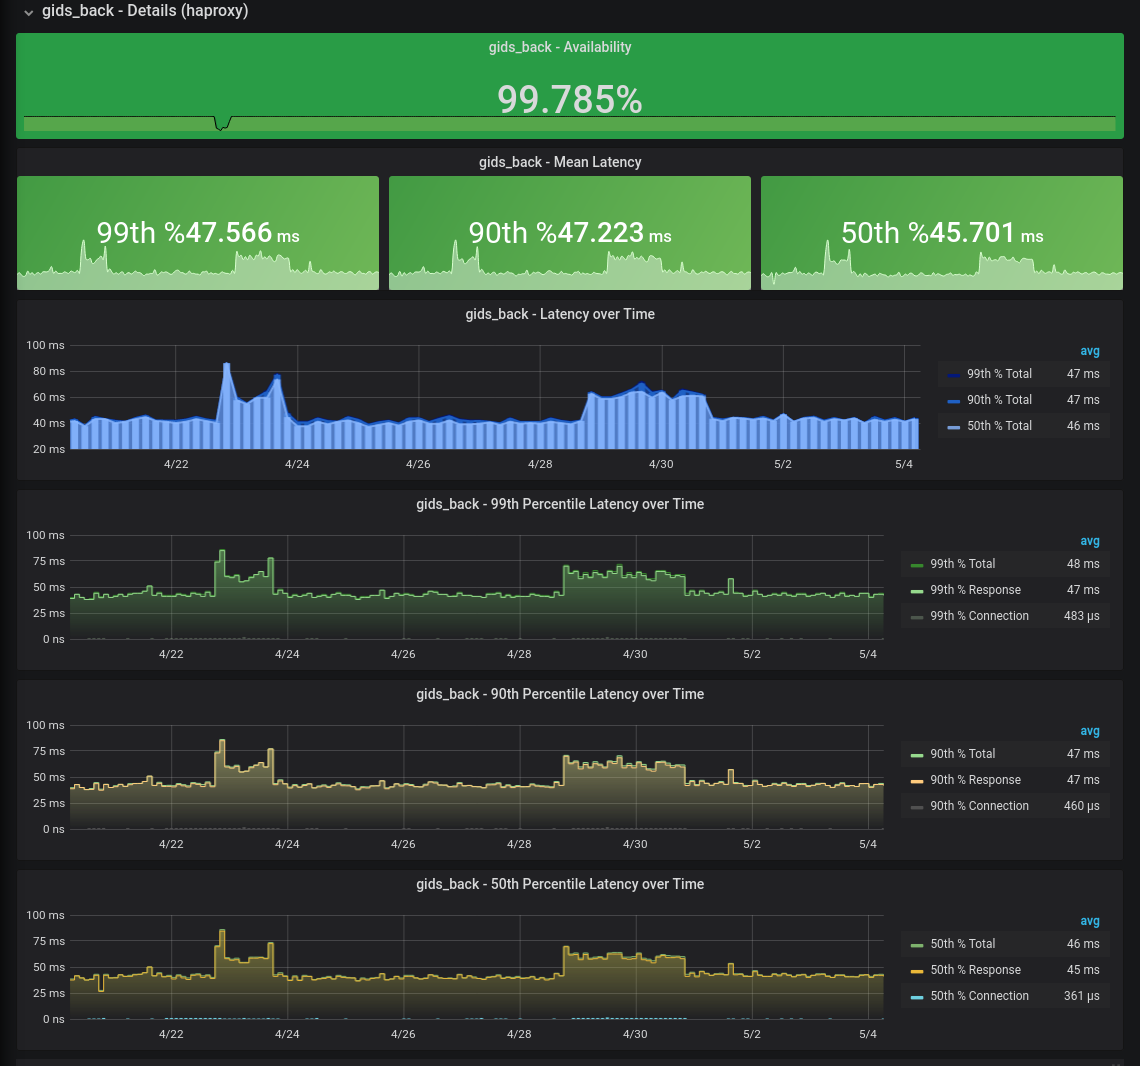 gids_back - Details (haproxy)
gids_back - Availability
99.785%
gids_back - Mean Latency
99th %47.566 ms
90th %47.223 ms
50th %45.701 ms
gids_back - Latency over Time
100 ms
80 ms
60 ms
40 ms
20 ms
4/22 4/24 4/26 4/28 4/30 5/2 5/4
avg
99th % Total 47 ms
90th % Total 47 ms
50th % Total 46 ms
gids_back - 99th Percentile Latency over Time
100 ms
75 ms
50 ms
25 ms
0 ns
4/22 4/24 4/26 4/28 4/30 5/2 5/4
avg
99th % Total 48 ms
99th % Response 47 ms
99th % Connection 483 µs
gids_back - 90th Percentile Latency over Time
100 ms
75 ms
50 ms
25 ms
0 ns
4/22 4/24 4/26 4/28 4/30 5/2 5/4
avg
90th % Total 47 ms
90th % Response 47 ms
90th % Connection 460 µs
gids_back - 50th Percentile Latency over Time
100 ms
75 ms
50 ms
25 ms
0 ns
4/22 4/24 4/26 4/28 4/30 5/2 5/4
avg
50th % Total 46 ms
50th % Response 45 ms
50th % Connection 361 µs